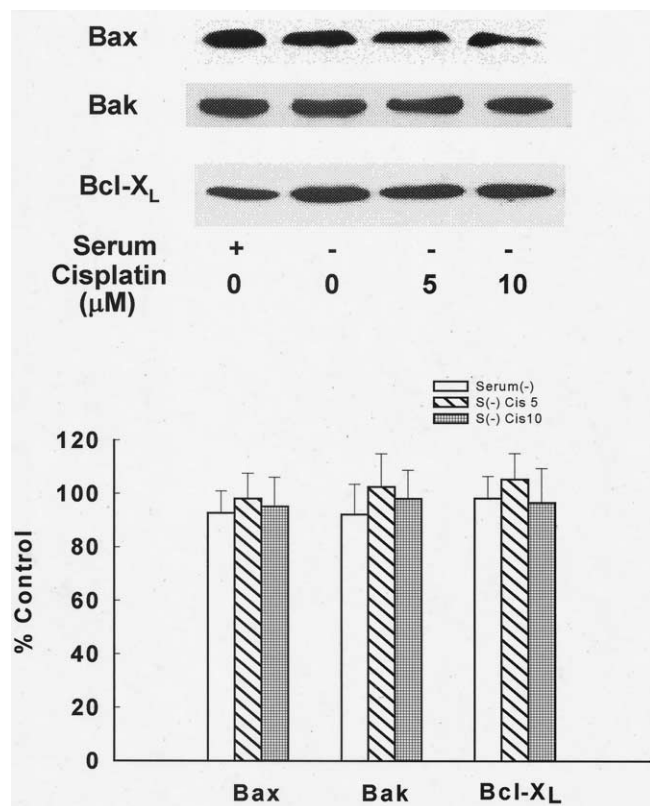 Bax
Bak
Bcl-XL
Serum + - - -
Cisplatin 0 0 5 10
(μM)
Serum(-)
S(-) Cis 5
S(-) Cis10
120
100
80
60
40
20
0
% Control
Bax Bak Bcl-XL